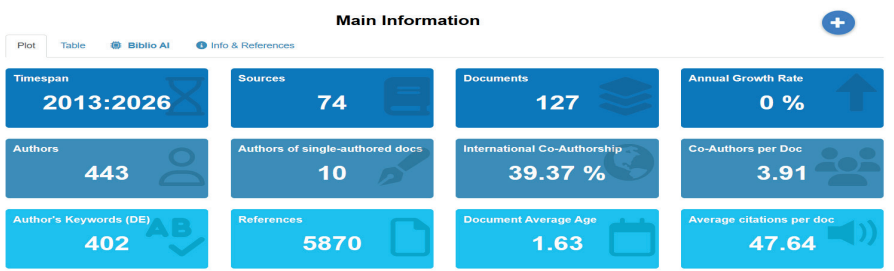 Main Information
Plot Table Biblio AI Info & References
Timespan Sources Documents Annual Growth Rate
2013:2026 74 127 0 %
Authors Authors of single-authored docs International Co-Authorship Co-Authors per Doc
443 10 39.37 % 3.91
Author's Keywords (DE) References Document Average Age Average citations per doc
402 5870 1.63 47.64
AB